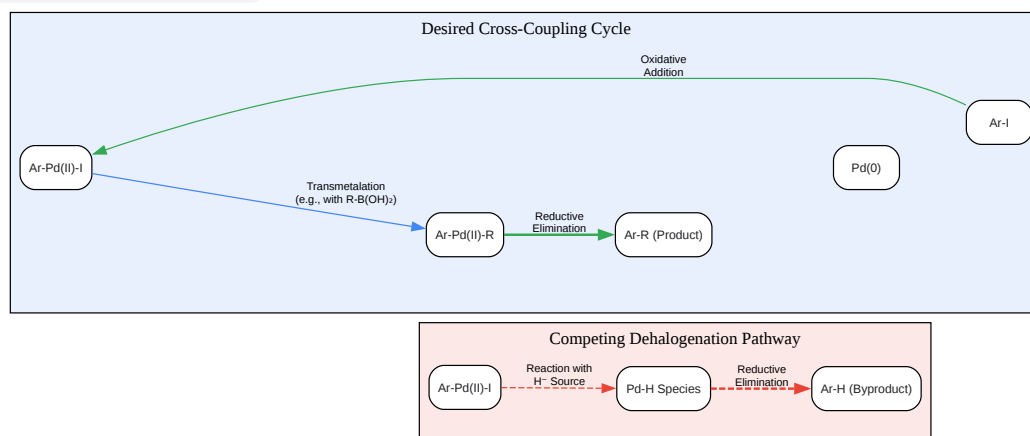 Desired Cross-Coupling Cycle
Oxidative
Addition
Ar-I
Ar-Pd(II)-I
Pd(0)
Transmetalation
(e.g., with R-B(OH)₂)
Ar-Pd(II)-R
Reductive
Elimination
Ar-R (Product)
Competing Dehalogenation Pathway
Ar-Pd(II)-I
Reaction with
H⁻ Source
Pd-H Species
Reductive
Elimination
Ar-H (Byproduct)